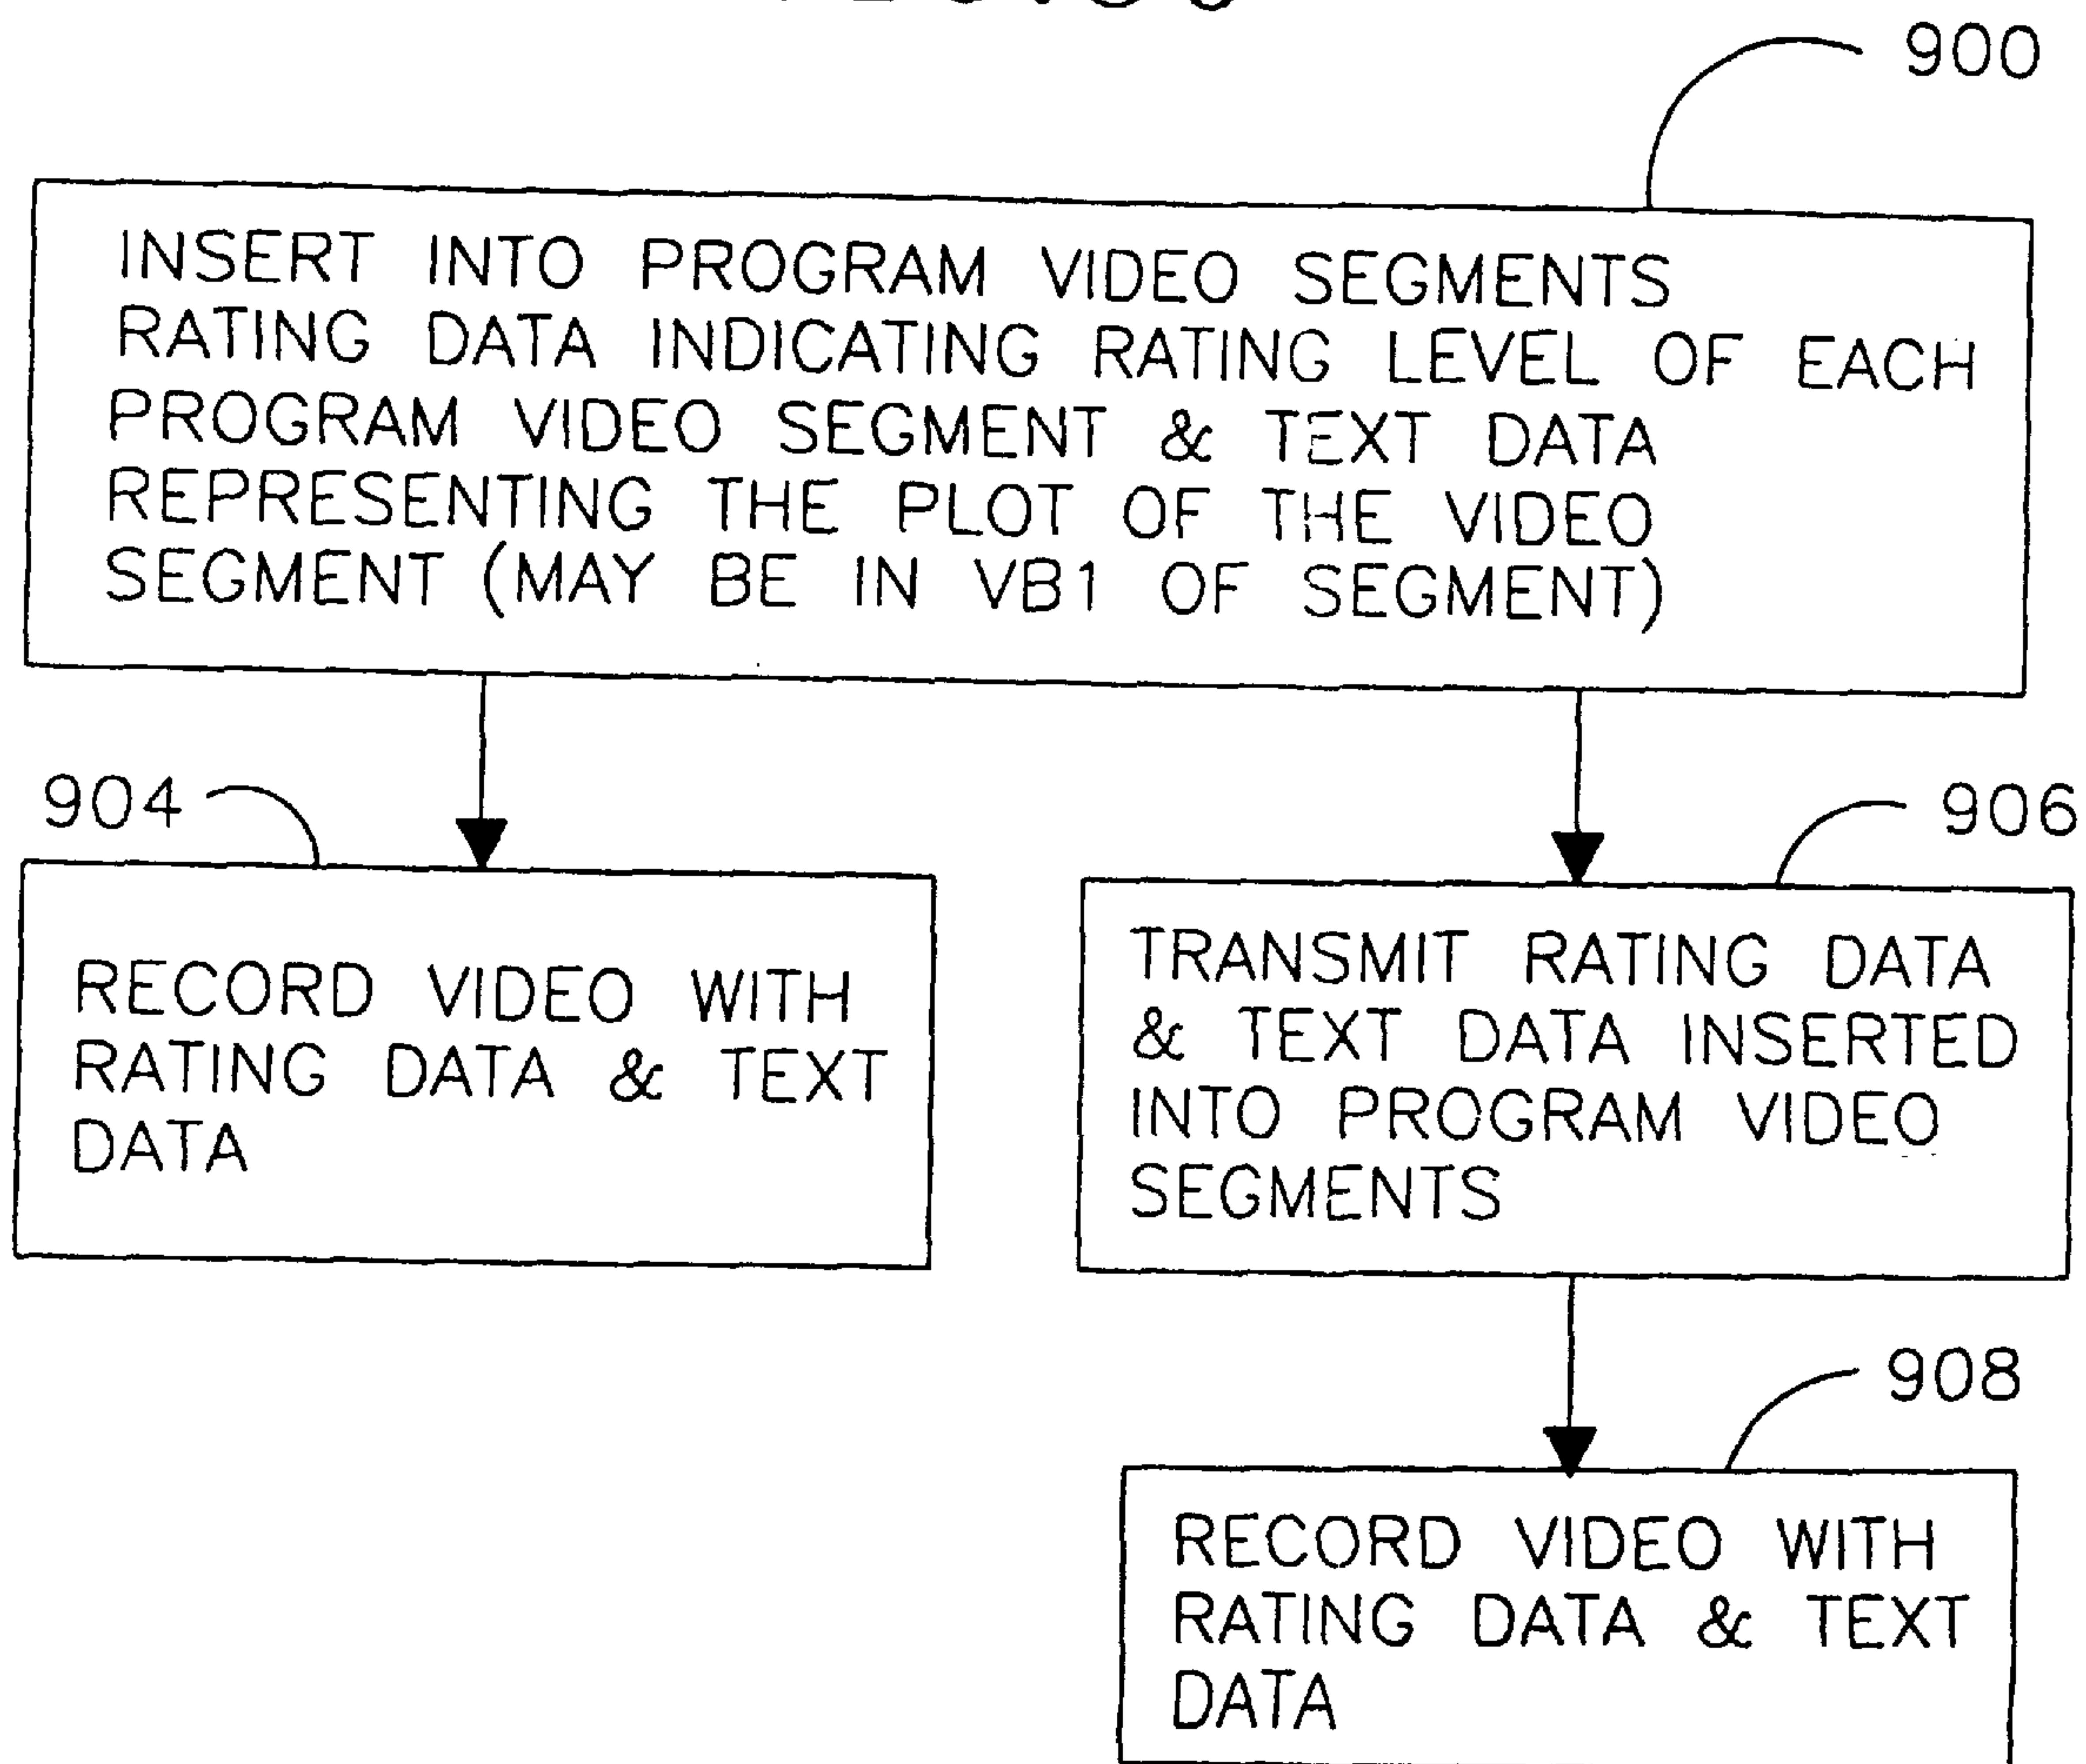 900
INSERT INTO PROGRAM VIDEO SEGMENTS
RATING DATA INDICATING RATING LEVEL OF EACH
PROGRAM VIDEO SEGMENT & TEXT DATA
REPRESENTING THE PLOT OF THE VIDEO
SEGMENT (MAY BE IN VB1 OF SEGMENT)
904
RECORD VIDEO WITH
RATING DATA & TEXT
DATA
906
TRANSMIT RATING DATA
& TEXT DATA INSERTED
INTO PROGRAM VIDEO
SEGMENTS
908
RECORD VIDEO WITH
RATING DATA & TEXT
DATA